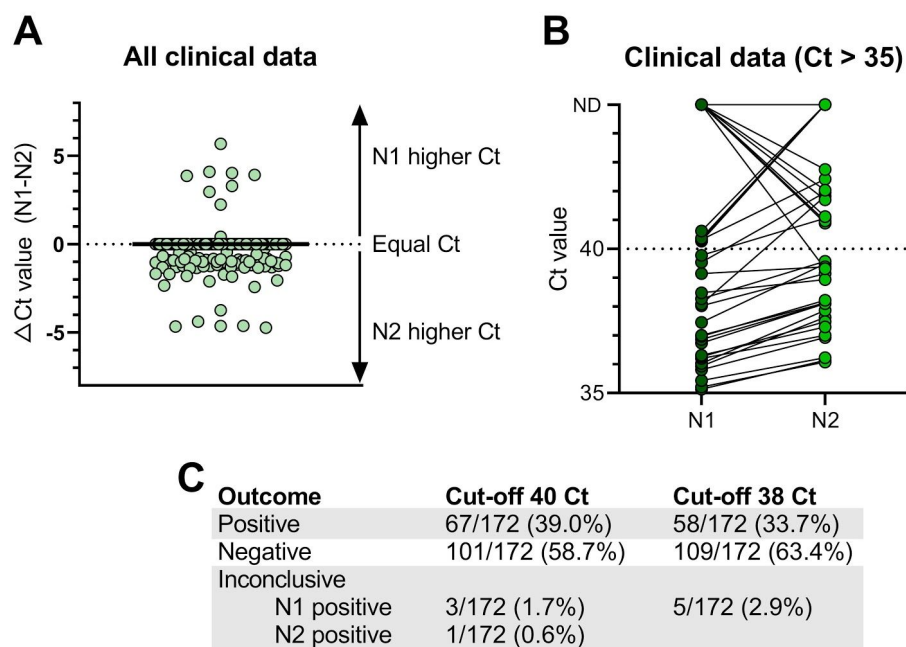 A
All clinical data
△Ct value (N1-N2)
5
0
-5
N1 higher Ct
Equal Ct
N2 higher Ct
B
Clinical data (Ct > 35)
Ct value
ND
40
35
N1 N2
C
Outcome Cut-off 40 Ct Cut-off 38 Ct
Positive 67/172 (39.0%) 58/172 (33.7%)
Negative 101/172 (58.7%) 109/172 (63.4%)
Inconclusive
N1 positive 3/172 (1.7%) 5/172 (2.9%)
N2 positive 1/172 (0.6%)